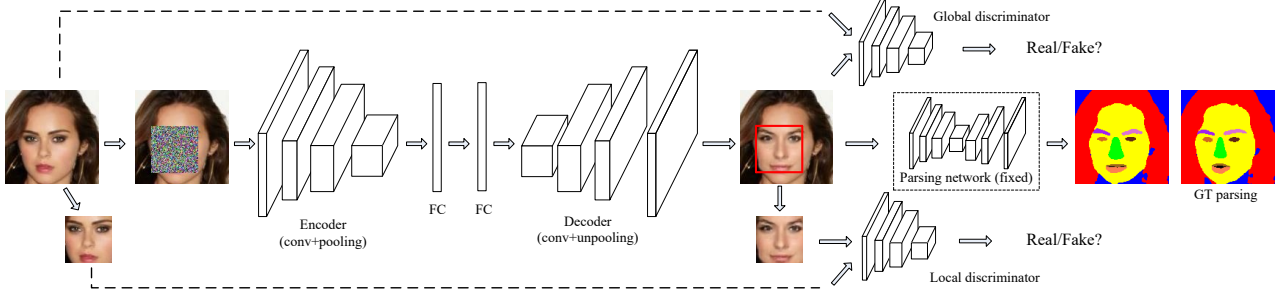 Global discriminator
Real/Fake?
Parsing network (fixed)
GT parsing
FC
FC
Encoder
(conv+pooling)
Decoder
(conv+unpooling)
Real/Fake?
Local discriminator